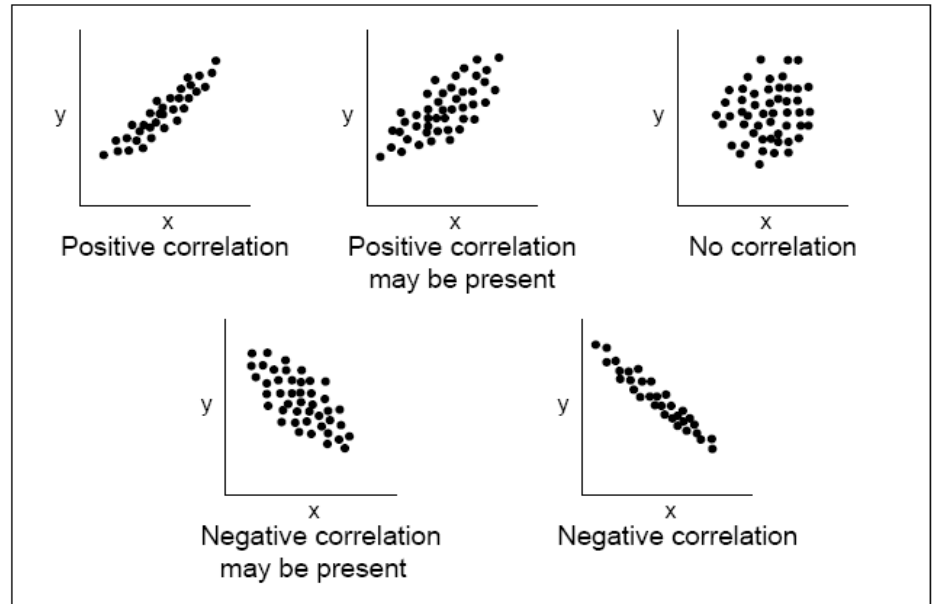 y
x
Positive correlation
y
x
Positive correlation
may be present
y
x
No correlation
y
x
Negative correlation
may be present
y
x
Negative correlation